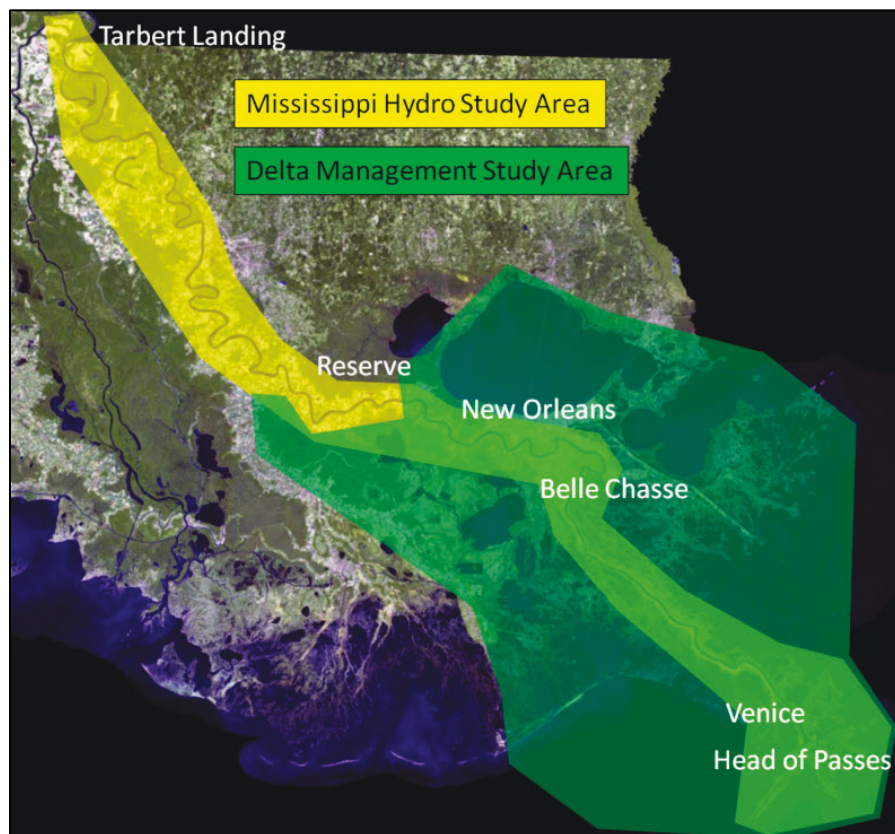 Tarbert Landing
Mississippi Hydro Study Area
Delta Management Study Area
Reserve
New Orleans
Belle Chasse
Venice
Head of Passes